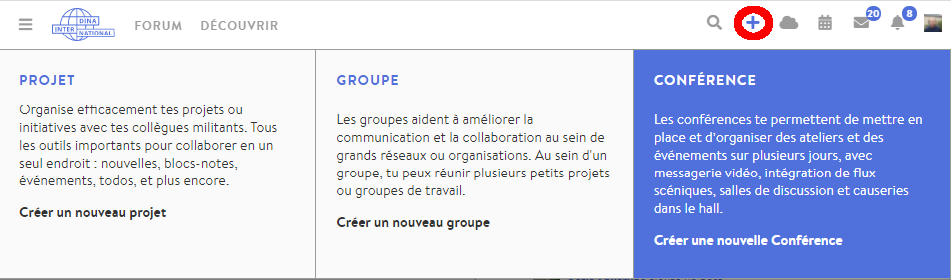 DINA
INTER
NATIONAL
FORUM DÉCOUVRIR
20
8
PROJET
Organise efficacement tes projets ou
initiatives avec tes collègues militants. Tous
les outils importants pour collaborer en un
seul endroit : nouvelles, blocs-notes,
événements, todos, et plus encore.
Créer un nouveau projet
GROUPE
Les groupes aident à améliorer la
communication et la collaboration au sein de
grands réseaux ou organisations. Au sein d'un
groupe, tu peux réunir plusieurs petits projets
ou groupes de travail.
Créer un nouveau groupe
CONFÉRENCE
Les conférences te permettent de mettre en
place et d'organiser des ateliers et des
événements sur plusieurs jours, avec
messagerie vidéo, intégration de flux
scéniques, salles de discussion et causeries
dans le hall.
Créer une nouvelle Conférence